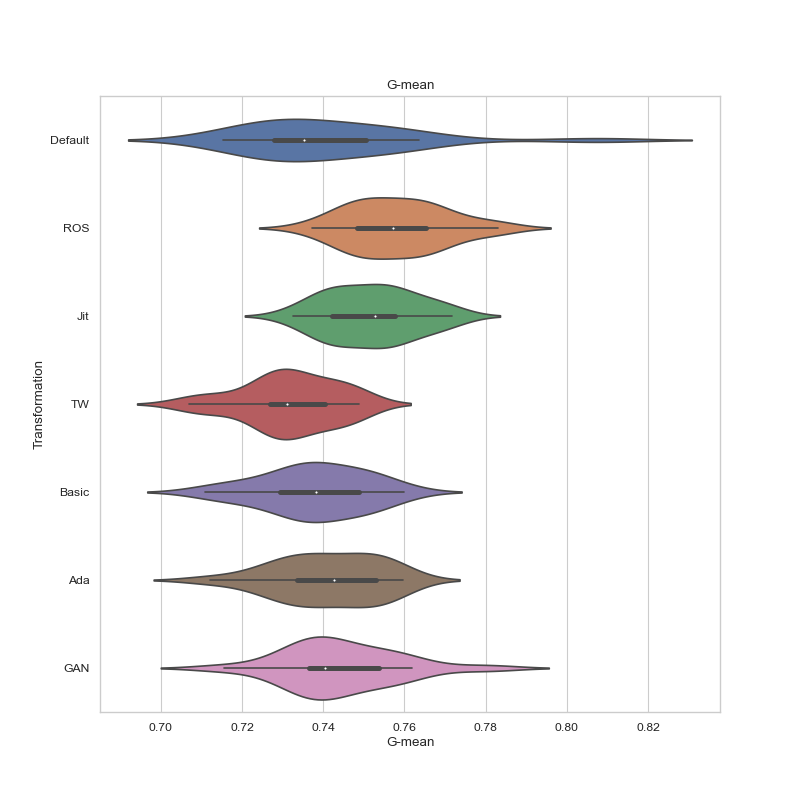 G-mean
Default
ROS
Jit
TW
Basic
Ada
GAN
Transformation
0.70 0.72 0.74 0.76 0.78 0.80 0.82
G-mean